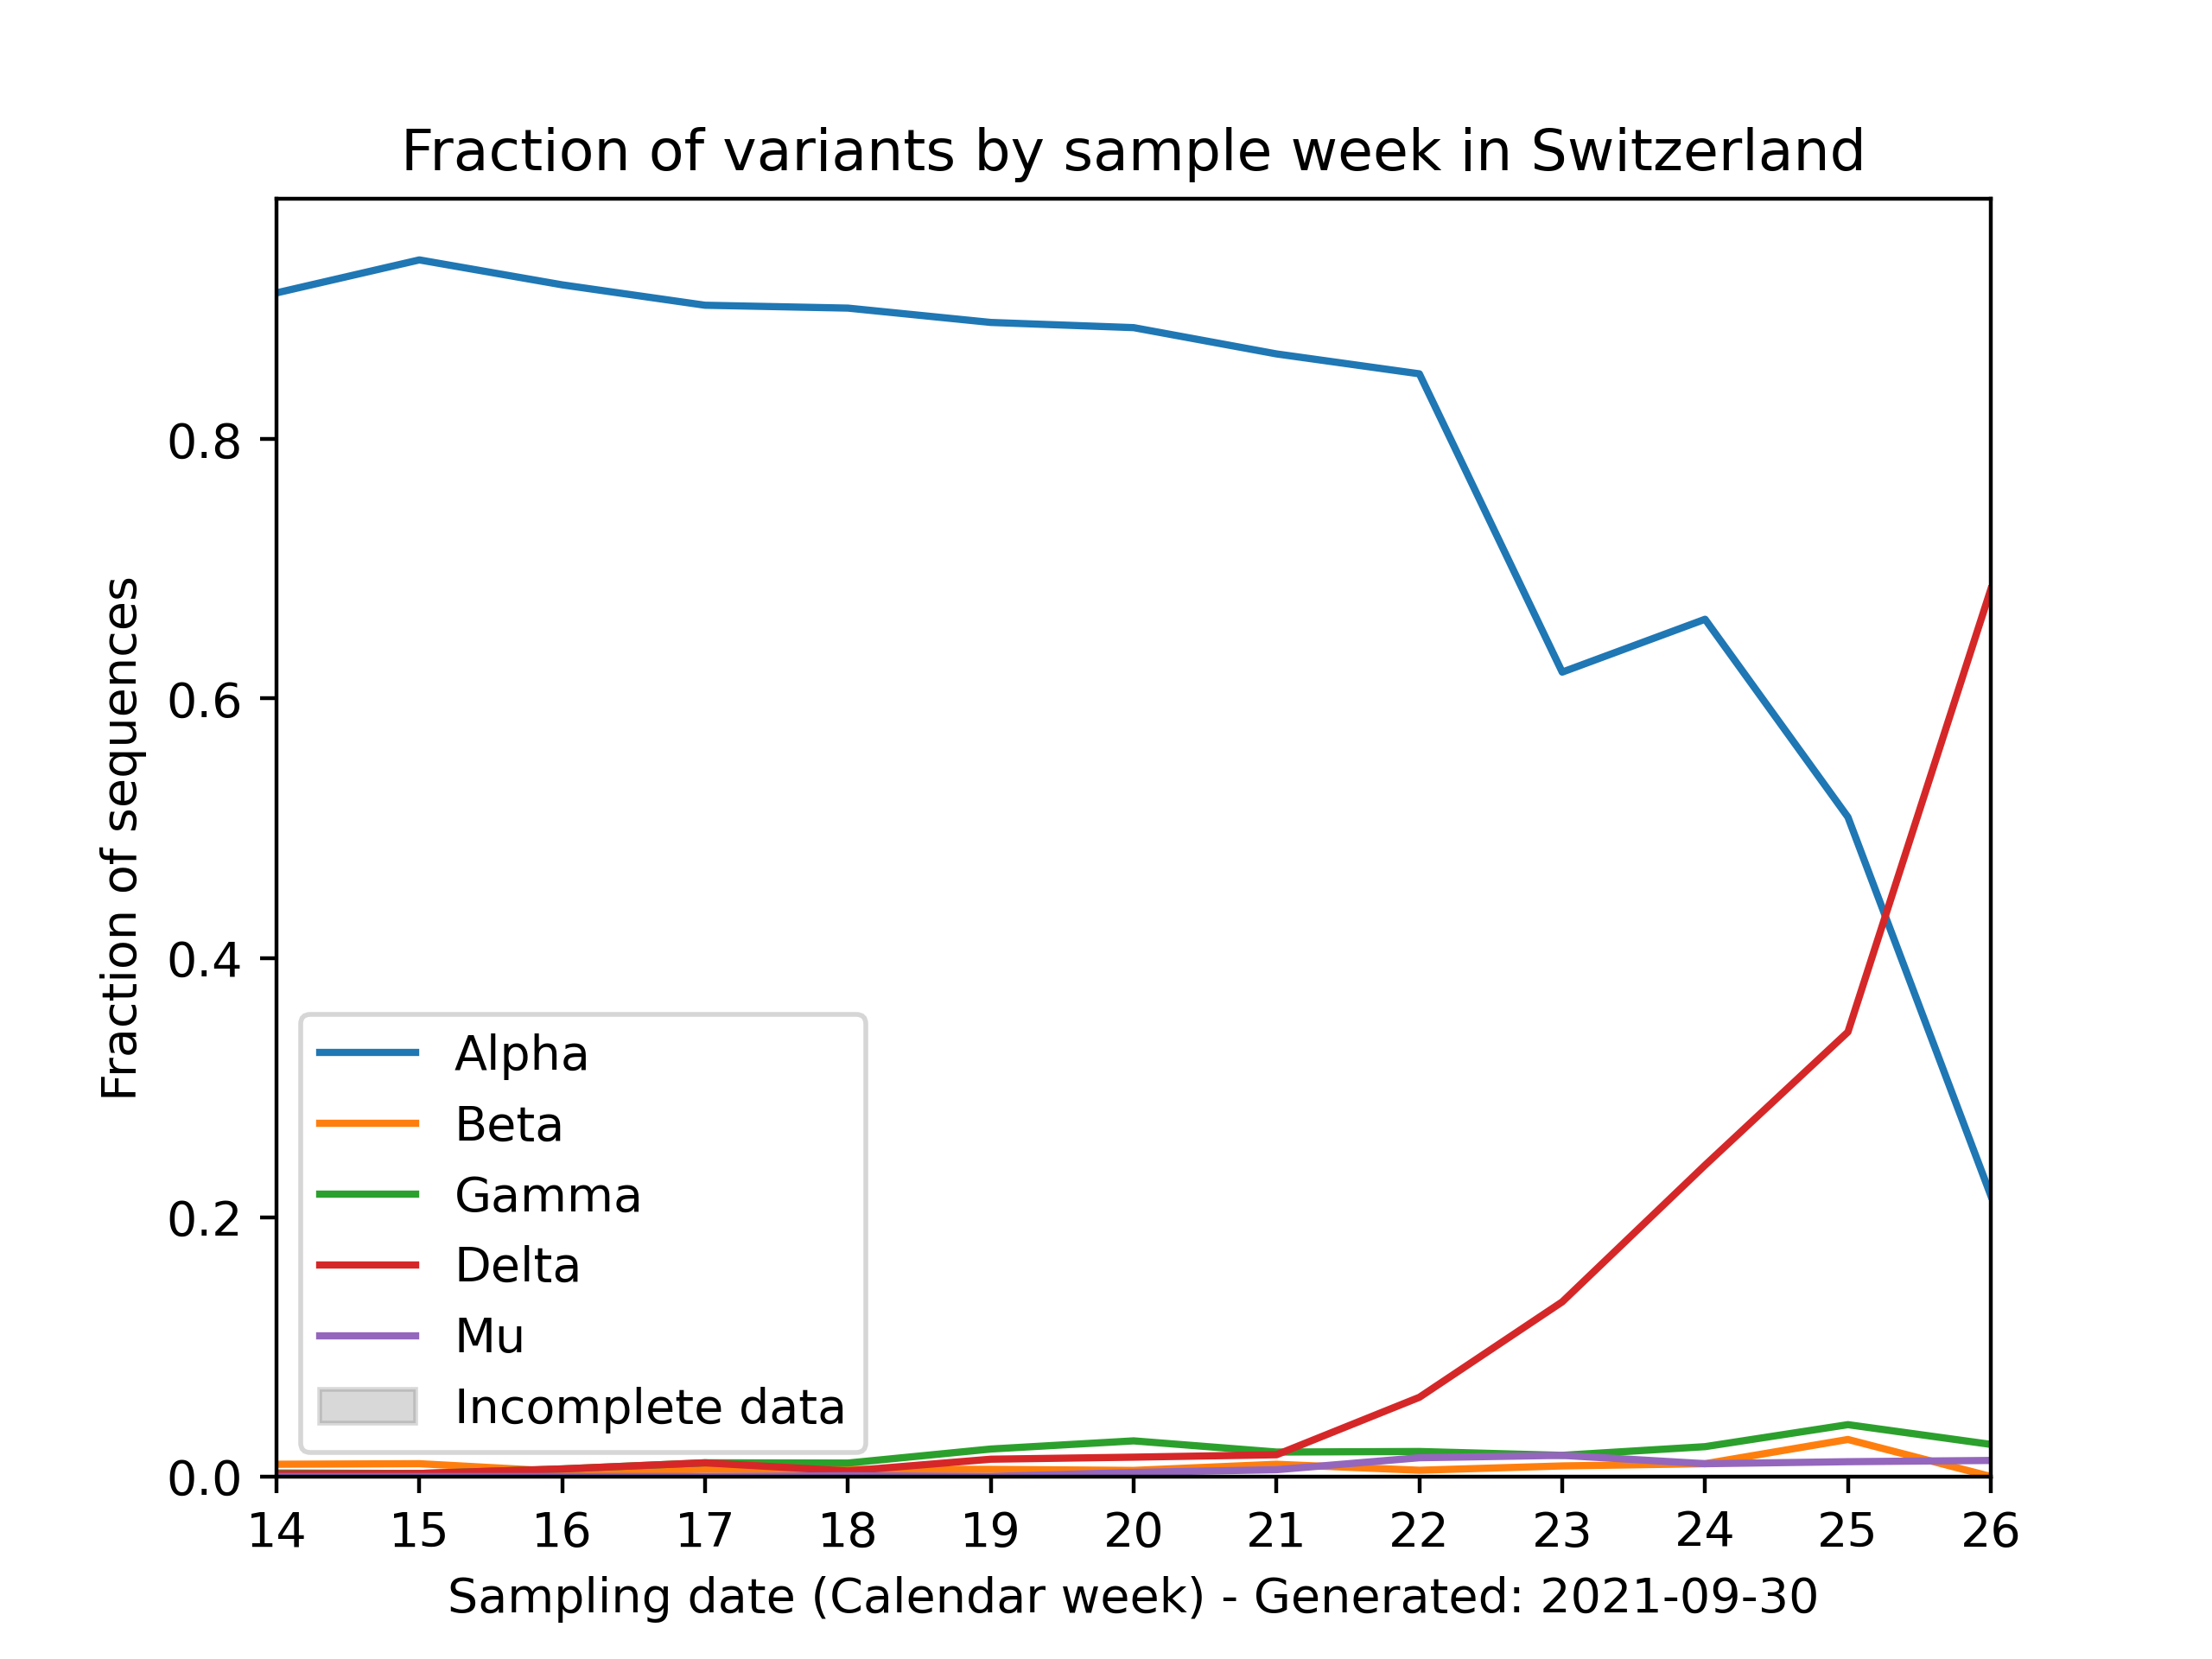 Fraction of variants by sample week in Switzerland
Fraction of sequences
0.8
0.6
0.4
0.2
0.0
Alpha
Beta
Gamma
Delta
Mu
Incomplete data
14 15 16 17 18 19 20 21 22 23 24 25 26
Sampling date (Calendar week) - Generated: 2021-09-30